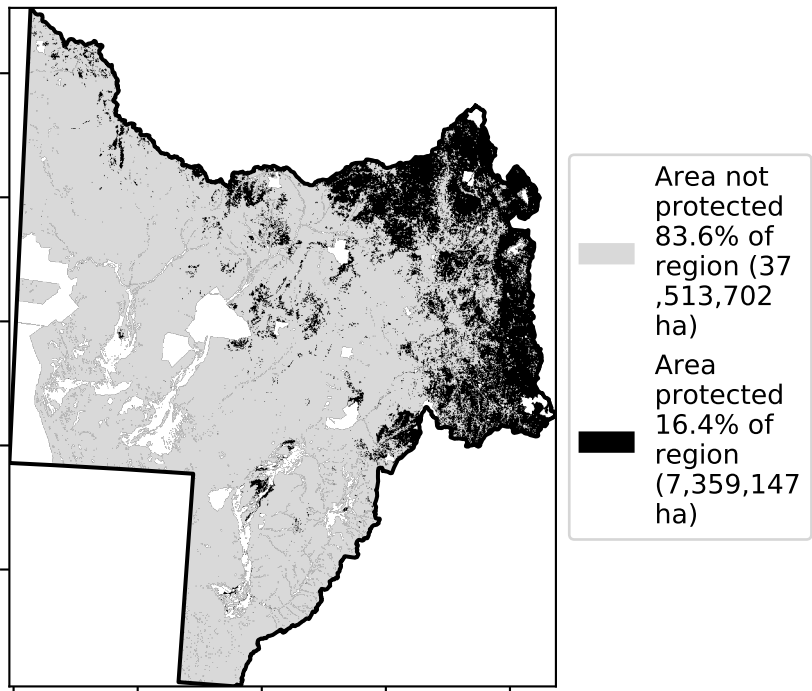 Area not
protected
83.6% of
region (37
,513,702
ha)
Area
protected
16.4% of
region
(7,359,147
ha)